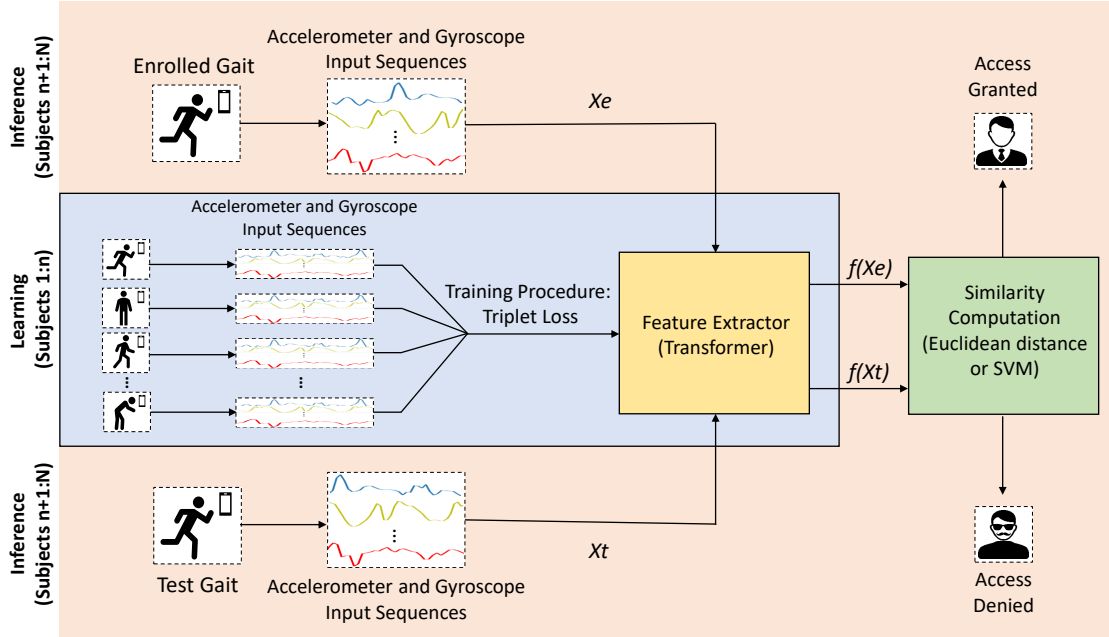 Inference
(Subjects n+1:N)
Enrolled Gait
Accelerometer and Gyroscope
Input Sequences
Xe
Access
Granted
Learning
(Subjects 1:n)
Accelerometer and Gyroscope
Input Sequences
Training Procedure:
Triplet Loss
Feature Extractor
(Transformer)
f(Xe)
f(Xt)
Similarity
Computation
(Euclidean distance
or SVM)
Inference
(Subjects n+1:N)
Test Gait
Accelerometer and Gyroscope
Input Sequences
Xt
Access
Denied